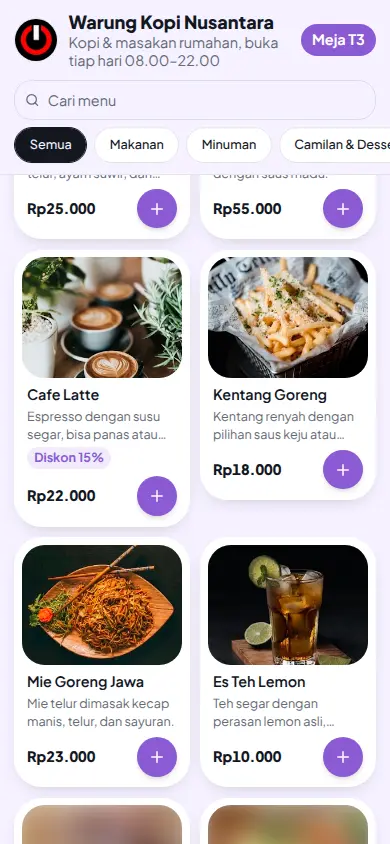 Warung Kopi Nusantara
Kopi & masakan rumahan, buka
tiap hari 08.00–22.00
Meja T3
Cari menu
Semua
Makanan
Minuman
Camilan & Desse
telur, ayam suwir, dan…
dengan saus madu.
Rp25.000
Rp55.000
Cafe Latte
Espresso dengan susu
segar, bisa panas atau…
Diskon 15%
Rp22.000
Kentang Goreng
Kentang renyah dengan
pilihan saus keju atau…
Rp18.000
Mie Goreng Jawa
Mie telur dimasak kecap
manis, telur, dan sayuran.
Rp23.000
Es Teh Lemon
Teh segar dengan
perasan lemon asli,…
Rp10.000